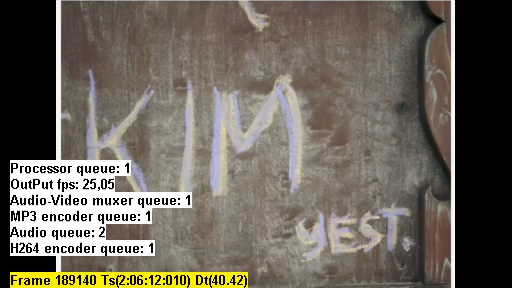 KIM
YEST.
Processor queue: 1
OutPut fps: 25,05
Audio-Video muxer queue: 1
MP3 encoder queue: 1
Audio queue: 2
H264 encoder queue: 1
Frame 189140 Ts(2:06:12:010) Dt(40.42)